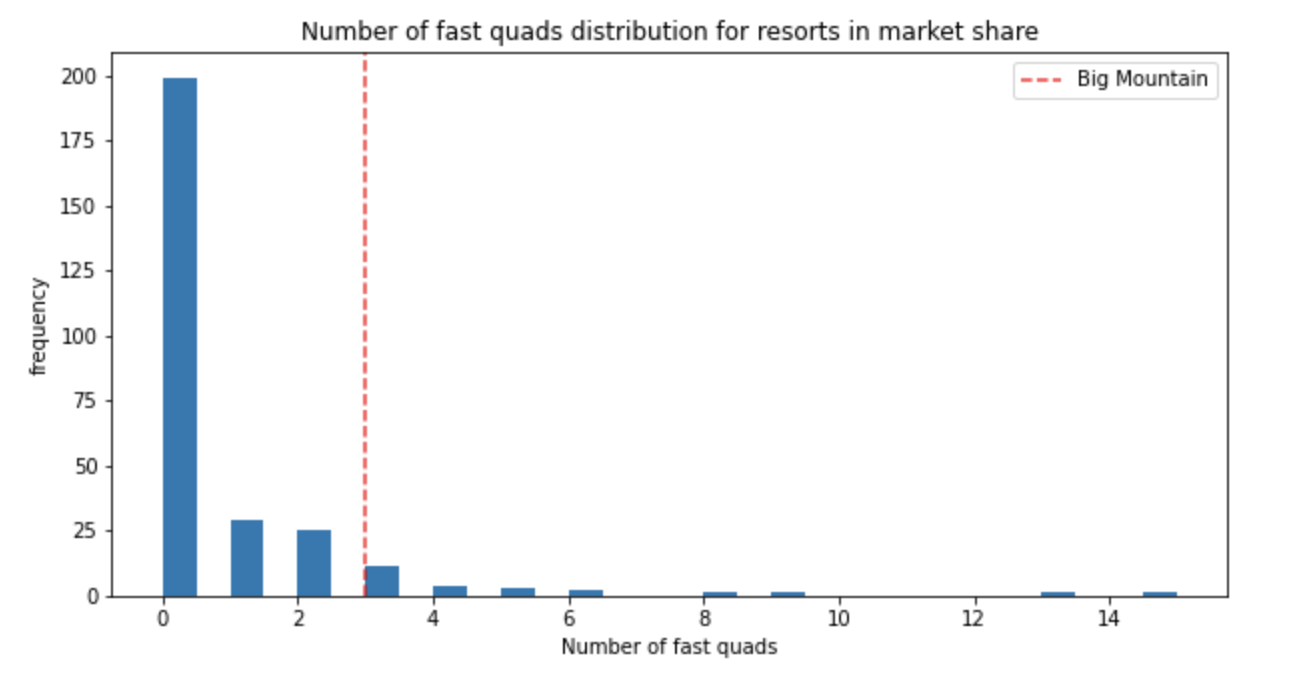 Number of fast quads distribution for resorts in market share
Big Mountain
200
175
150
125
100
75
50
25
0
frequency
0 2 4 6 8 10 12 14
Number of fast quads